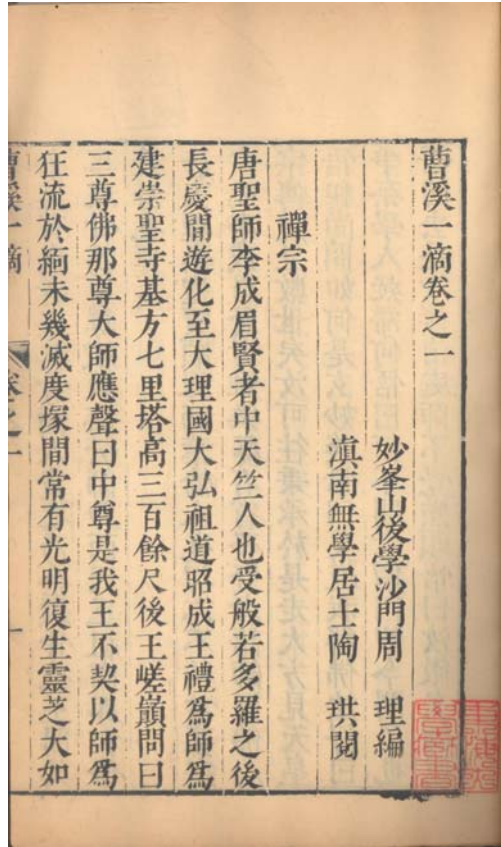 曹溪一滴卷之一
妙峯山後學沙門周 理編
滇南無學居士陶 珙閱
禪宗
唐聖師李成眉賢者中天竺人也受般若多羅之後
長慶間遊化至大理國大弘祖道昭成王禮爲師爲
建崇聖寺基方七里塔高三百餘尺後王嵯巓問曰
三尊佛那尊大師應聲曰中尊是我王不契以師爲
狂流於緬未幾滅度塚間常有光明復生靈芝大如
曹溪一滴 卷之一 一